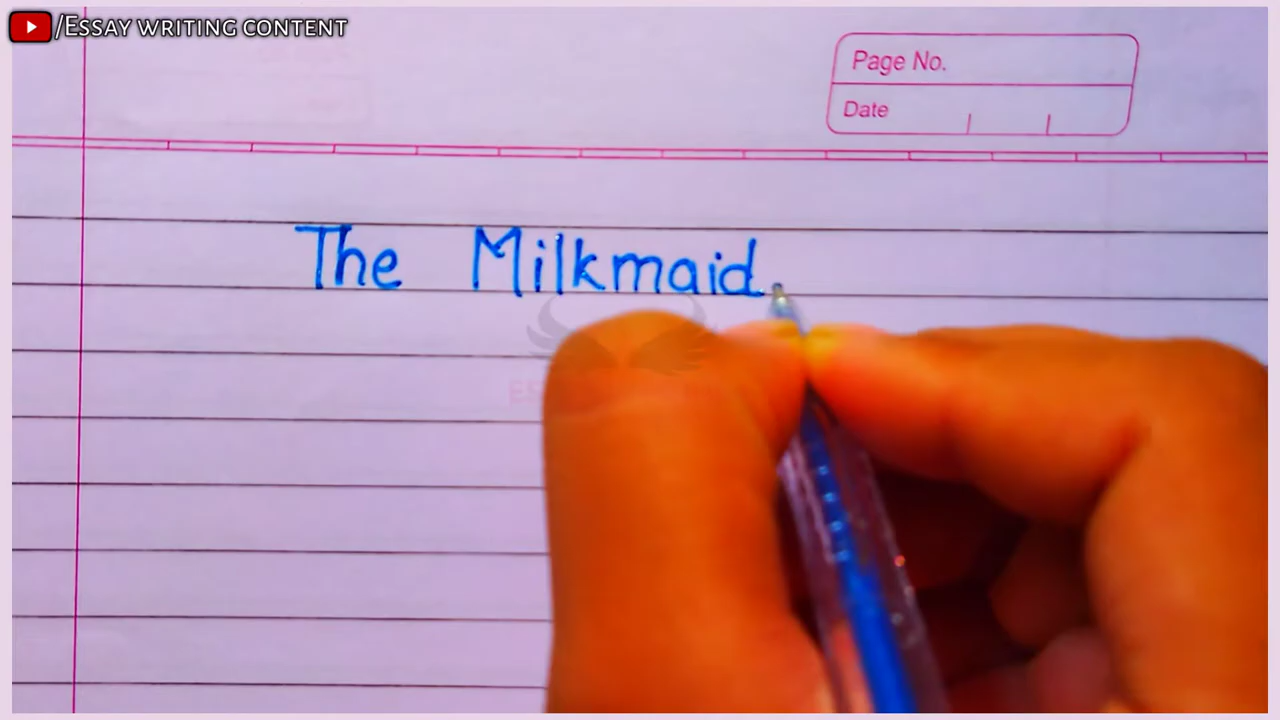 /Essay writing content
Page No.
Date
The Milkmaid.